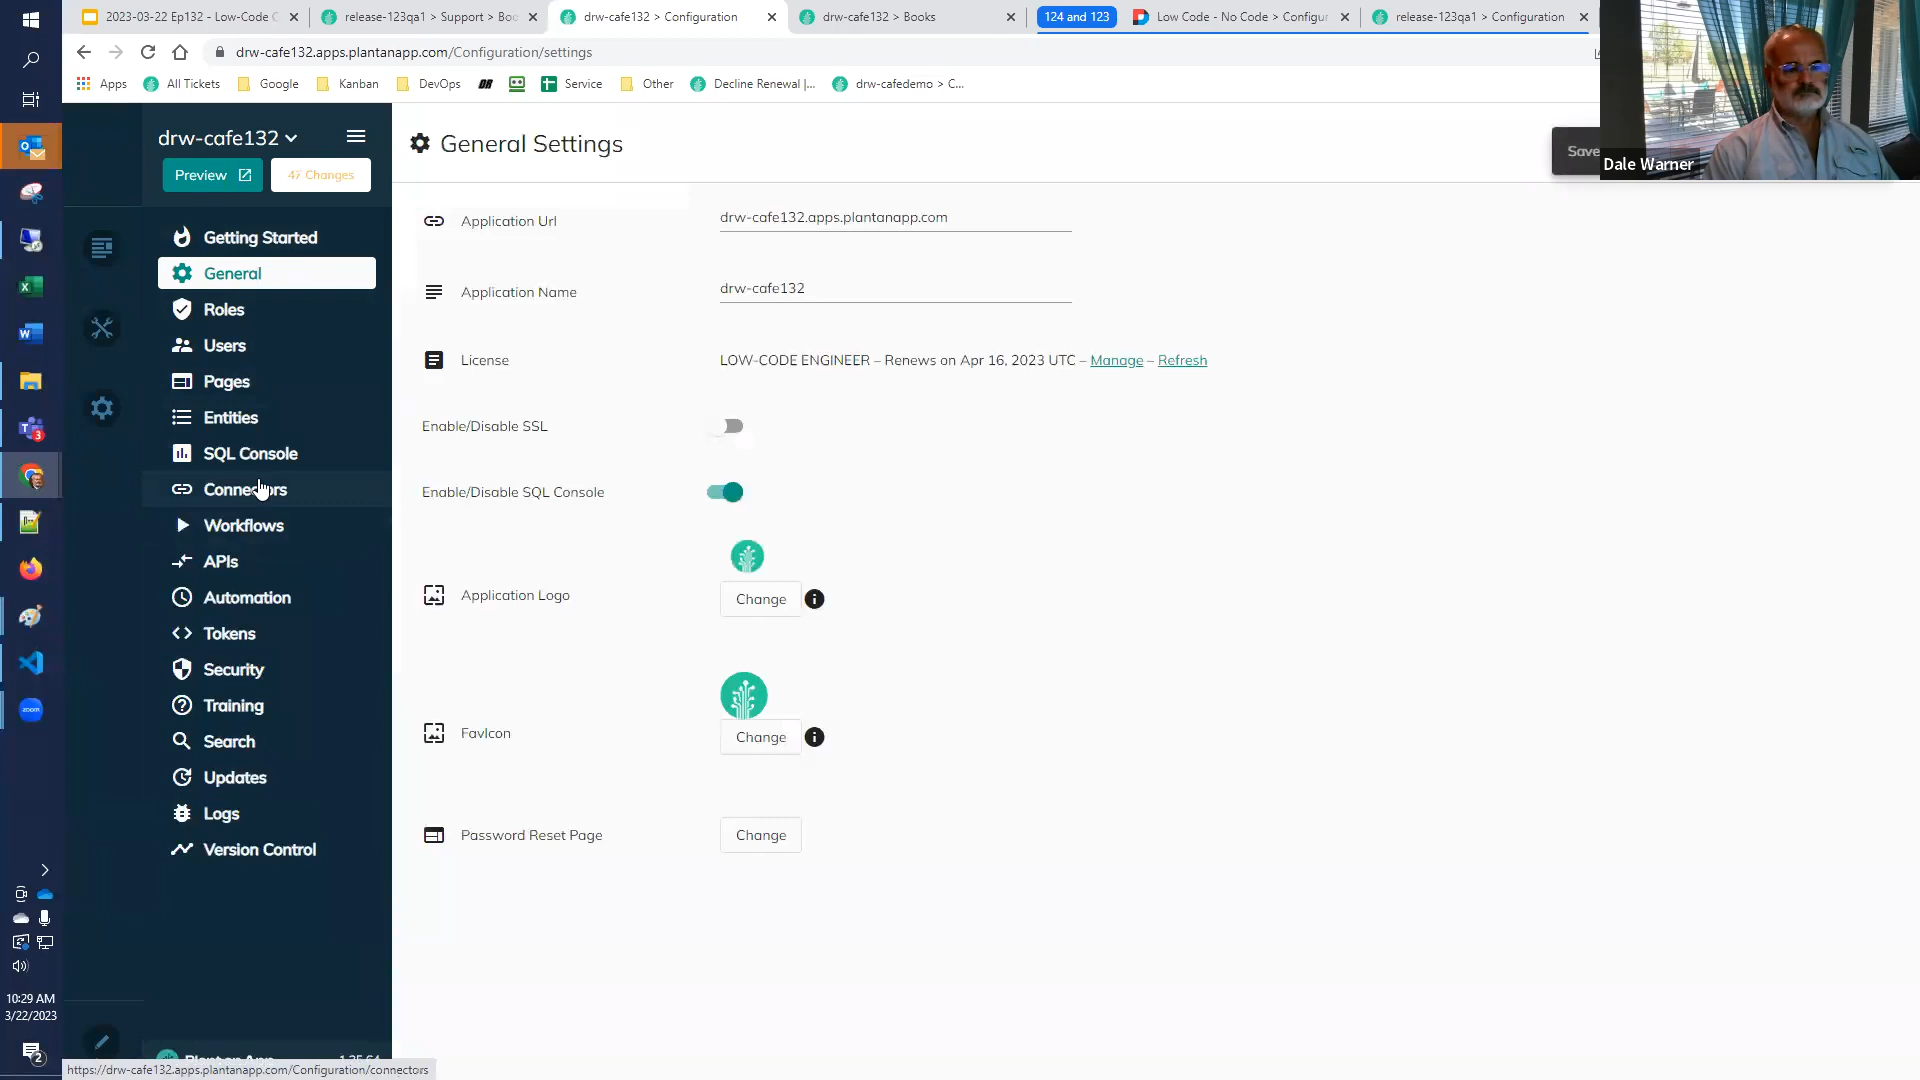 2023-03-22 Ep132 - Low-Code C
release-123qa1 > Support > Boo
drw-cafe132 > Configuration
drw-cafe132 > Books
124 and 123
Low Code - No Code > Configur
release-123qa1 > Configuration
drw-cafe132.apps.plantanapp.com/Configuration/settings
Apps
All Tickets
Google
Kanban
DevOps
Service
Other
Decline Renewal |...
drw-cafedemo > C...
drw-cafe132
Preview
47 Changes
General Settings
Save
Dale Warner
Getting Started
General
Roles
Users
Pages
Entities
SQL Console
Connectors
Workflows
APIs
Automation
Tokens
Security
Training
Search
Updates
Logs
Version Control
Application Url
drw-cafe132.apps.plantanapp.com
Application Name
drw-cafe132
License
LOW-CODE ENGINEER – Renews on Apr 16, 2023 UTC – Manage – Refresh
Enable/Disable SSL
Enable/Disable SQL Console
Application Logo
Change
FavIcon
Change
Password Reset Page
Change
10:29 AM
3/22/2023
2
3
zoom
Plant an App
https://drw-cafe132.apps.plantanapp.com/Configuration/connectors